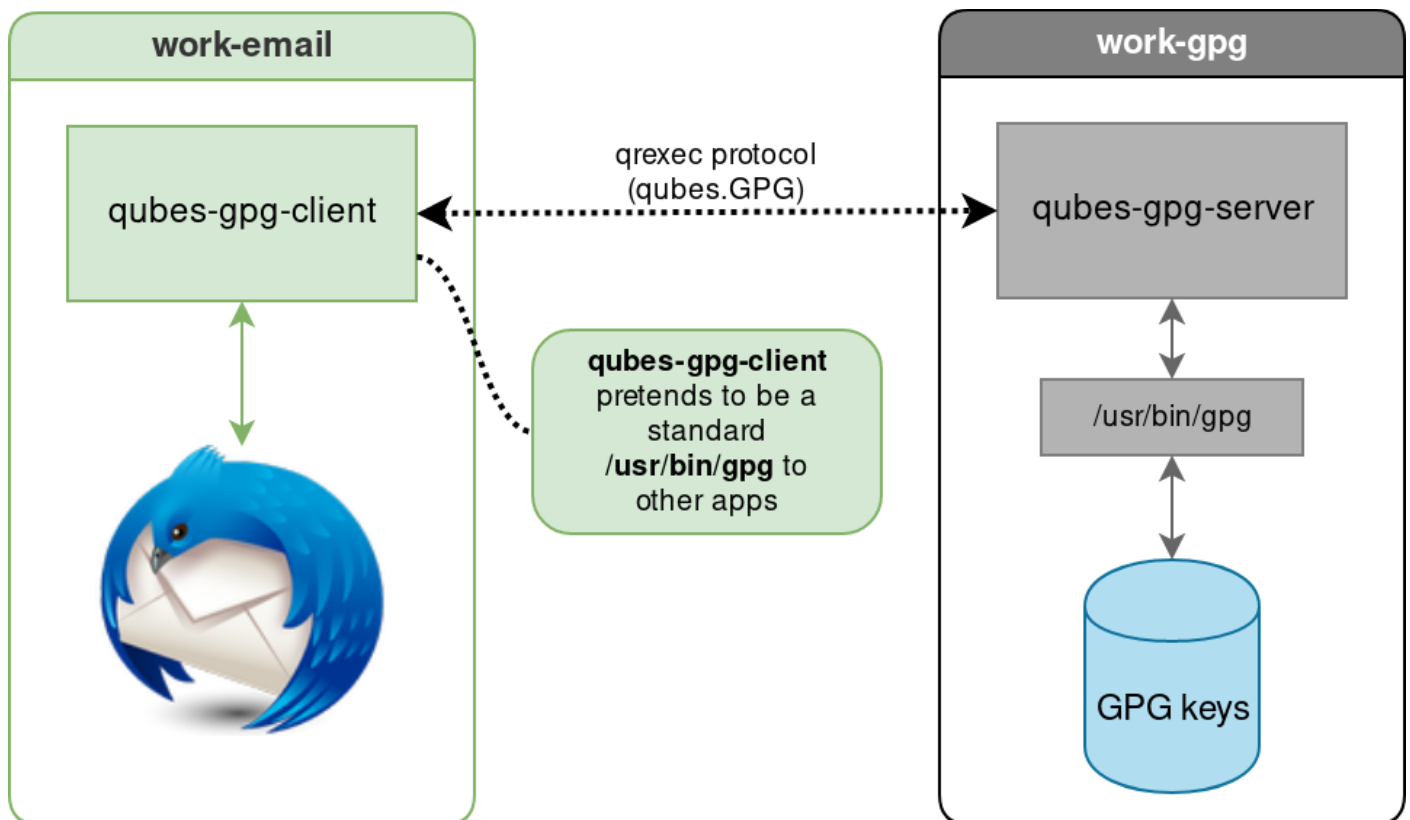 work-email
work-gpg
qubes-gpg-client
qrexec protocol
(qubes.GPG)
qubes-gpg-server
qubes-gpg-client
pretends to be a
standard
/usr/bin/gpg to
other apps
/usr/bin/gpg
GPG keys